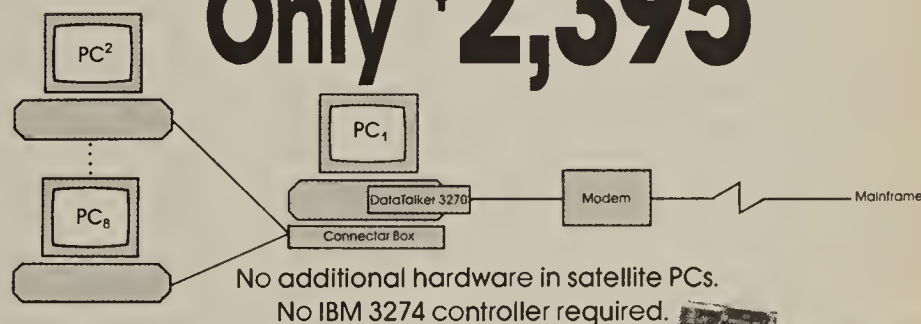 Only $2,395
PC²
PC₁
DataTalker 3270
Modem
Mainframe
PC₈
Connectar Box
No additional hardware in satellite PCs.
No IBM 3274 controller required.